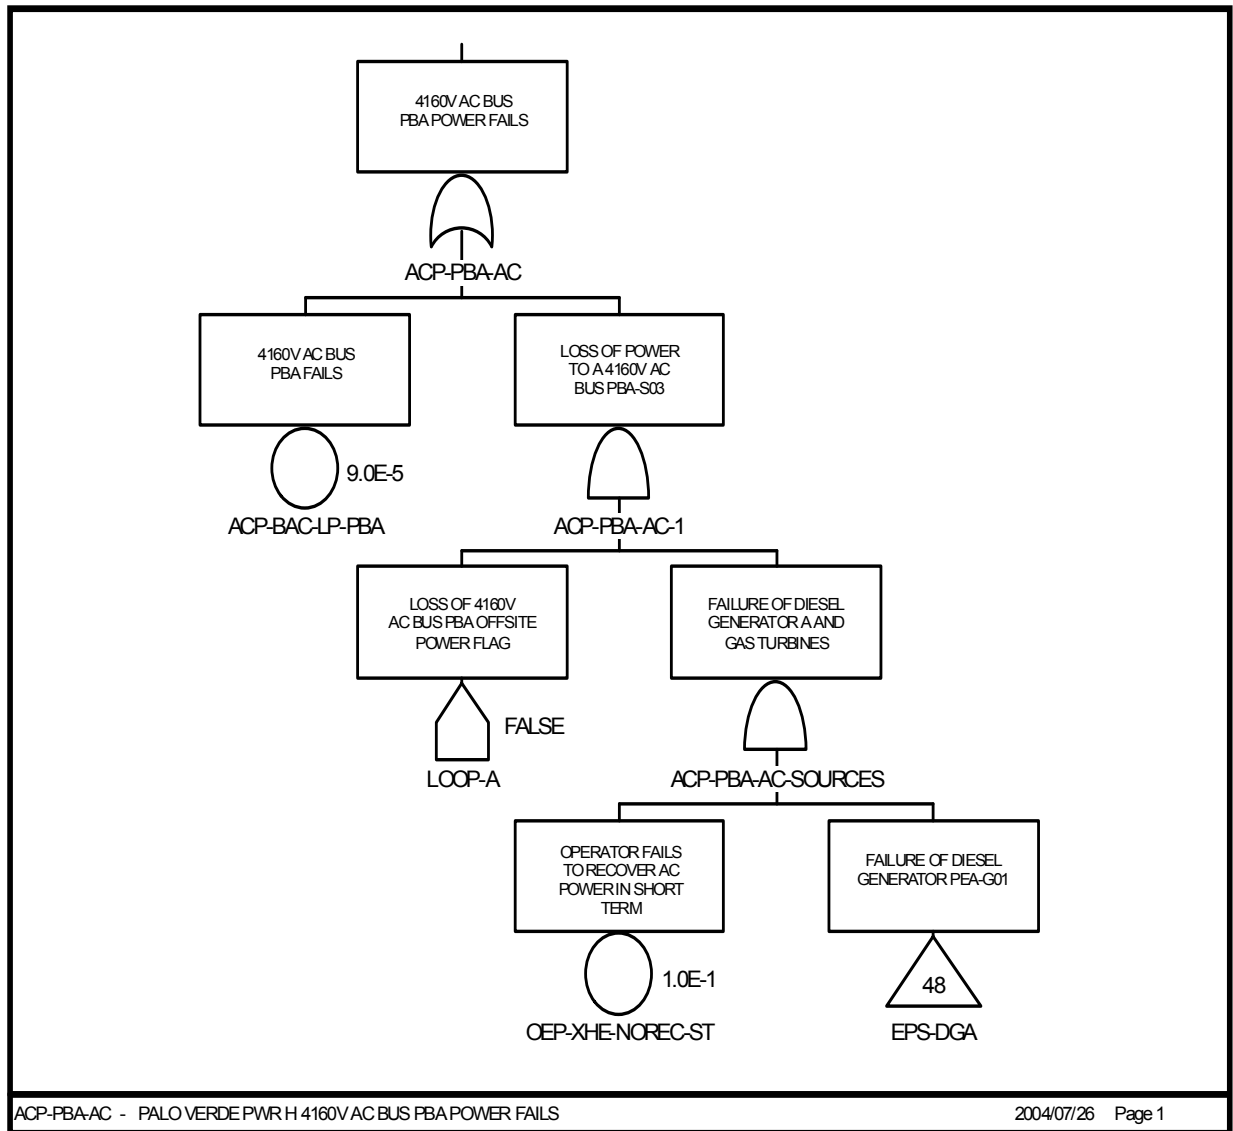 4160V AC BUS
PBA POWER FAILS
ACP-PBA-AC
4160V AC BUS
PBA FAILS
9.0E-5
ACP-BAC-LP-PBA
LOSS OF POWER
TO A 4160V AC
BUS PBA-S03
ACP-PBA-AC-1
LOSS OF 4160V
AC BUS PBA OFFSITE
POWER FLAG
FALSE
LOOP-A
FAILURE OF DIESEL
GENERATOR A AND
GAS TURBINES
ACP-PBA-AC-SOURCES
OPERATOR FAILS
TO RECOVER AC
POWER IN SHORT
TERM
1.0E-1
OEP-XHE-NOREC-ST
FAILURE OF DIESEL
GENERATOR PEA-G01
48
EPS-DGA
ACP-PBA-AC - PALO VERDE PWR H 4160V AC BUS PBA POWER FAILS
2004/07/26 Page 1